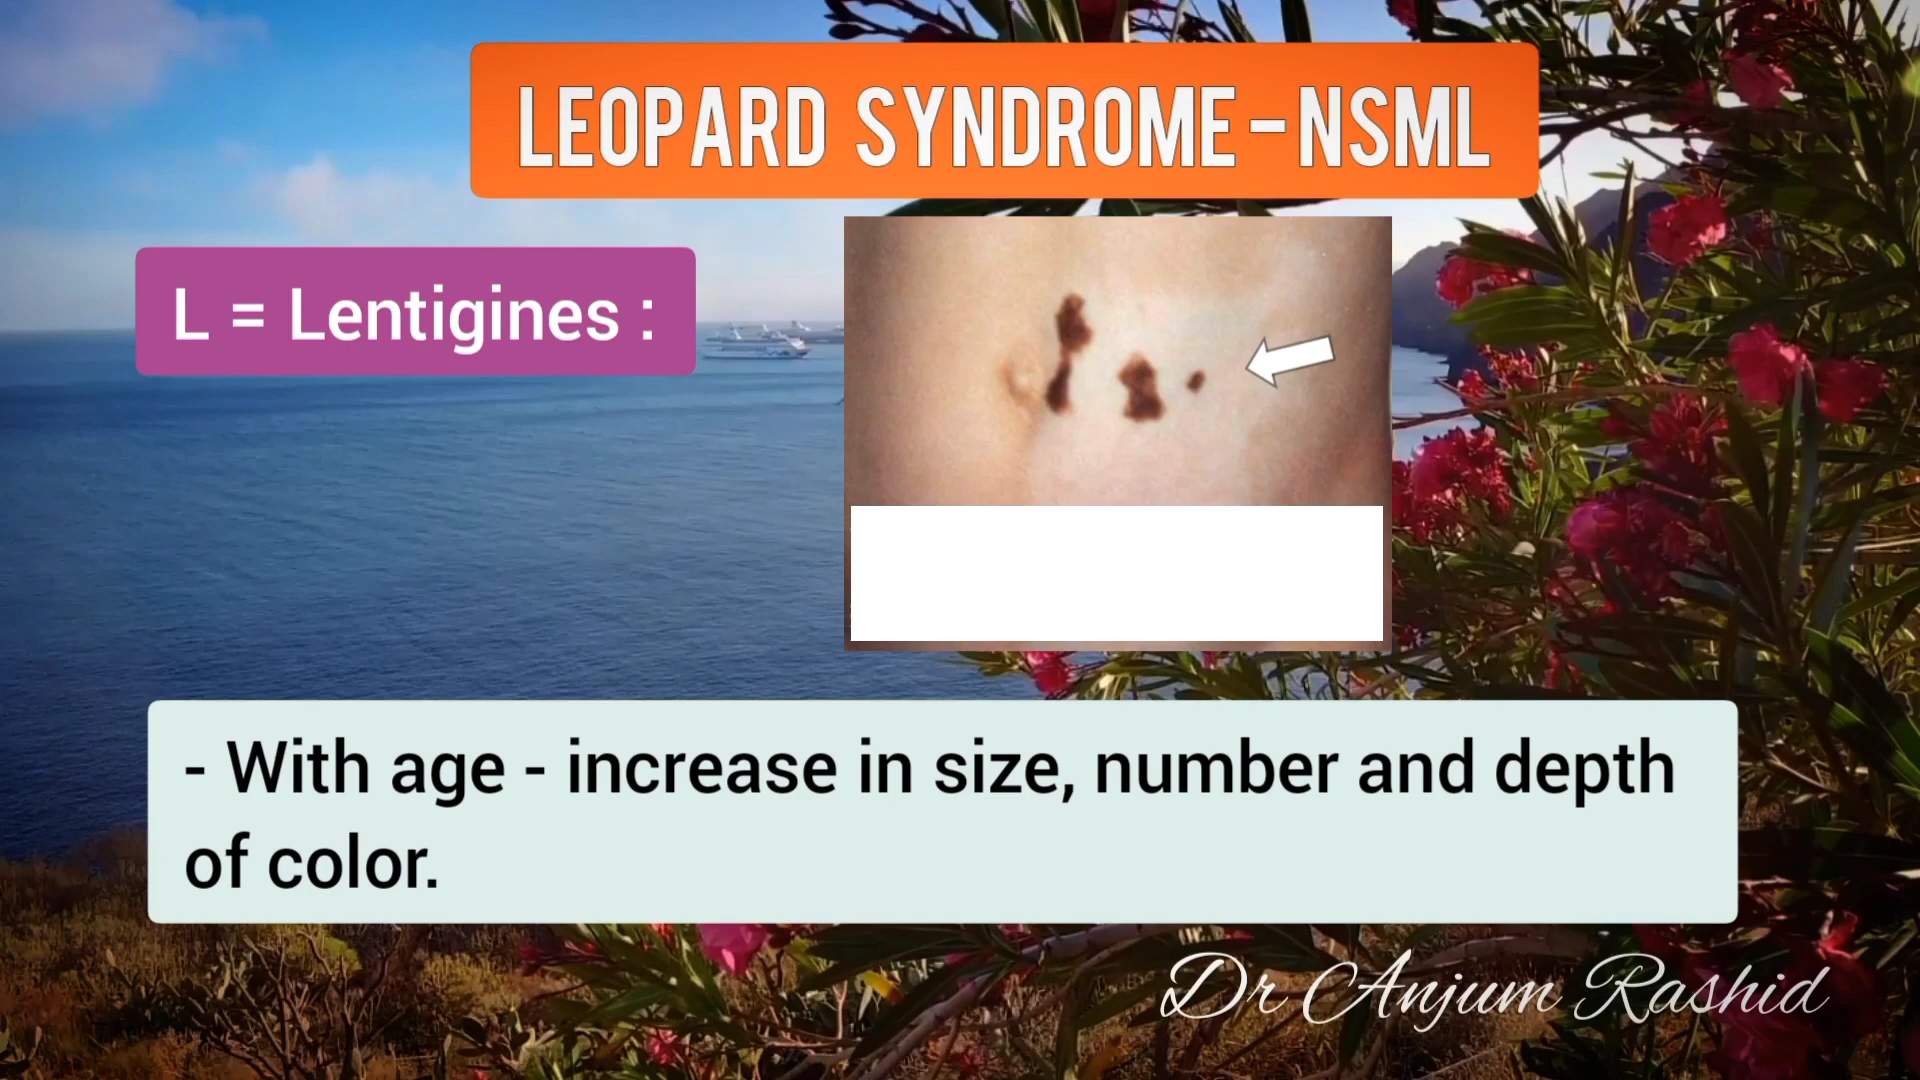 LEOPARD SYNDROME - NSML
L = Lentigines :
- With age - increase in size, number and depth
of color.
Dr Anjum Rashid